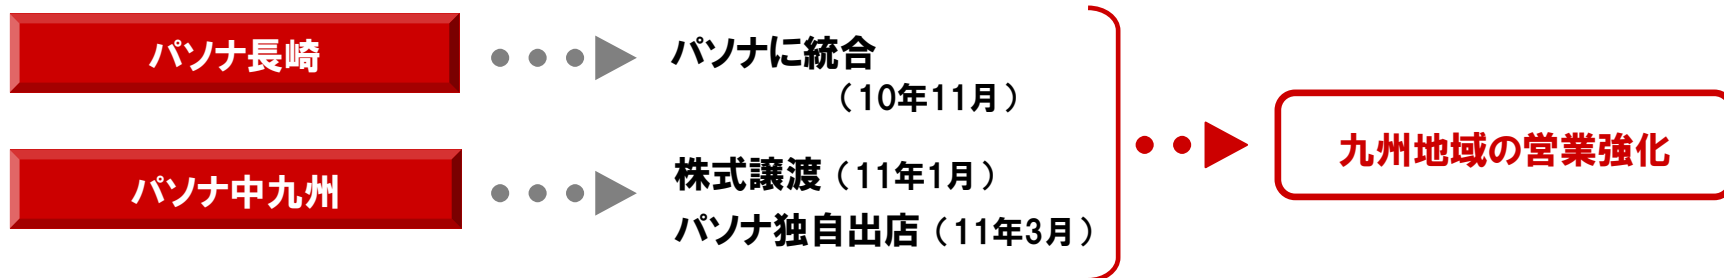 パソナ長崎
パソナに統合
（10年11月）
パソナ中九州
株式譲渡（11年1月）
パソナ独自出店（11年3月）
九州地域の営業強化